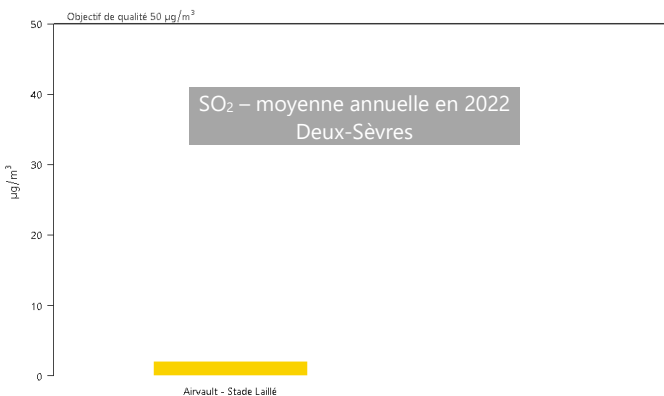 Objectif de qualité 50 µg/m³
50
SO₂ – moyenne annuelle en 2022
Deux-Sèvres
40
30
µg/m³
20
10
0
Airvault - Stade Laillé